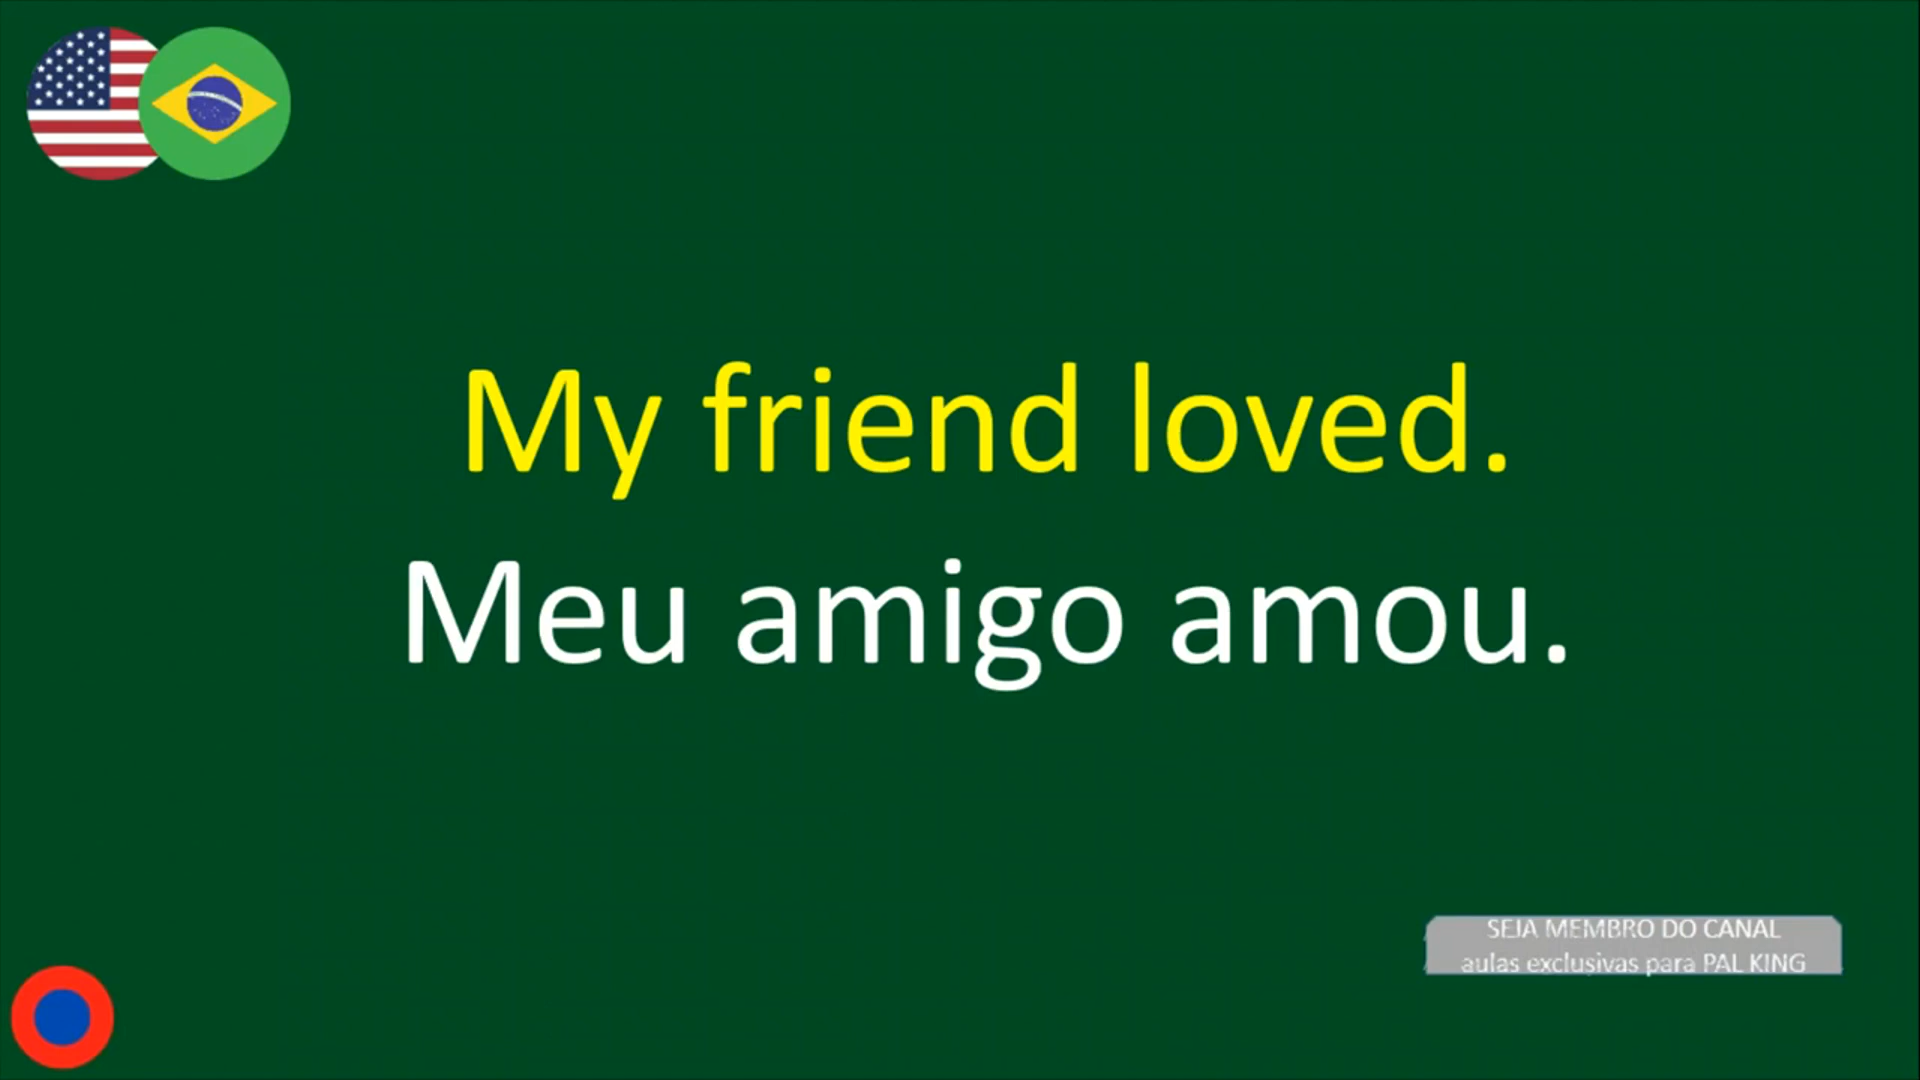 My friend loved.
Meu amigo amou.
SEJA MEMBRO DO CANAL
aulas exclusivas para PAL KING